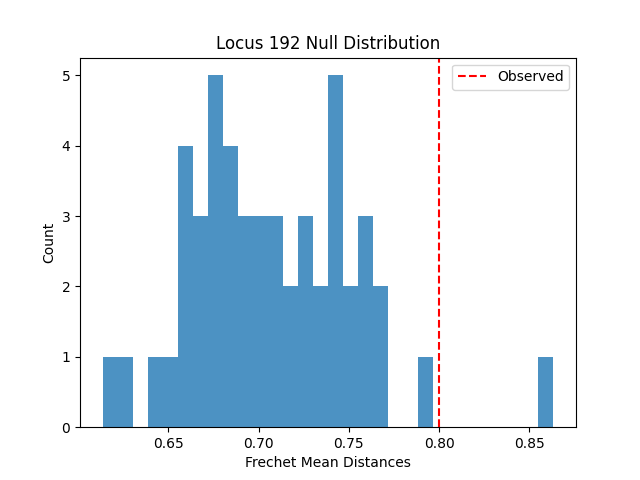 Locus 192 Null Distribution
Observed
Count
5
4
3
2
1
0
0.65 0.70 0.75 0.80 0.85
Frechet Mean Distances